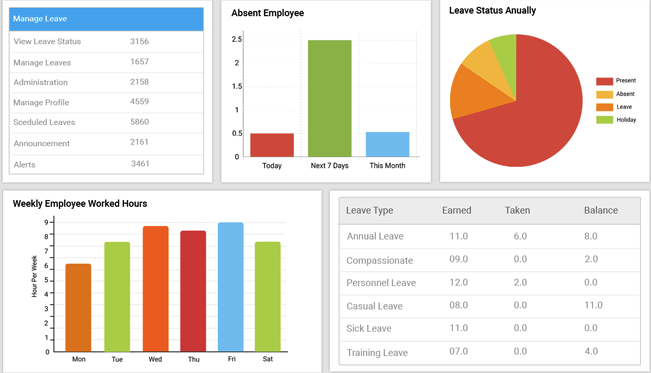 Manage Leave
View Leave Status 3156
Manage Leaves 1657
Administration 2158
Manage Profile 4559
Sceduled Leaves 5860
Announcement 2161
Alerts 3461
Absent Employee
2.5
2
1.5
1
0.5
0
Today Next 7 Days This Month
Leave Status Anually
Present
Absent
Leave
Holiday
Weekly Employee Worked Hours
Hour Per Week
9
8
7
6
5
4
3
2
1
0
Mon Tue Wed Thu Fri Sat
Leave Type Earned Taken Balance
Annual Leave 11.0 6.0 8.0
Compassionate 09.0 0.0 2.0
Personnel Leave 12.0 2.0 0.0
Casual Leave 08.0 0.0 11.0
Sick Leave 11.0 0.0 0.0
Training Leave 07.0 0.0 4.0